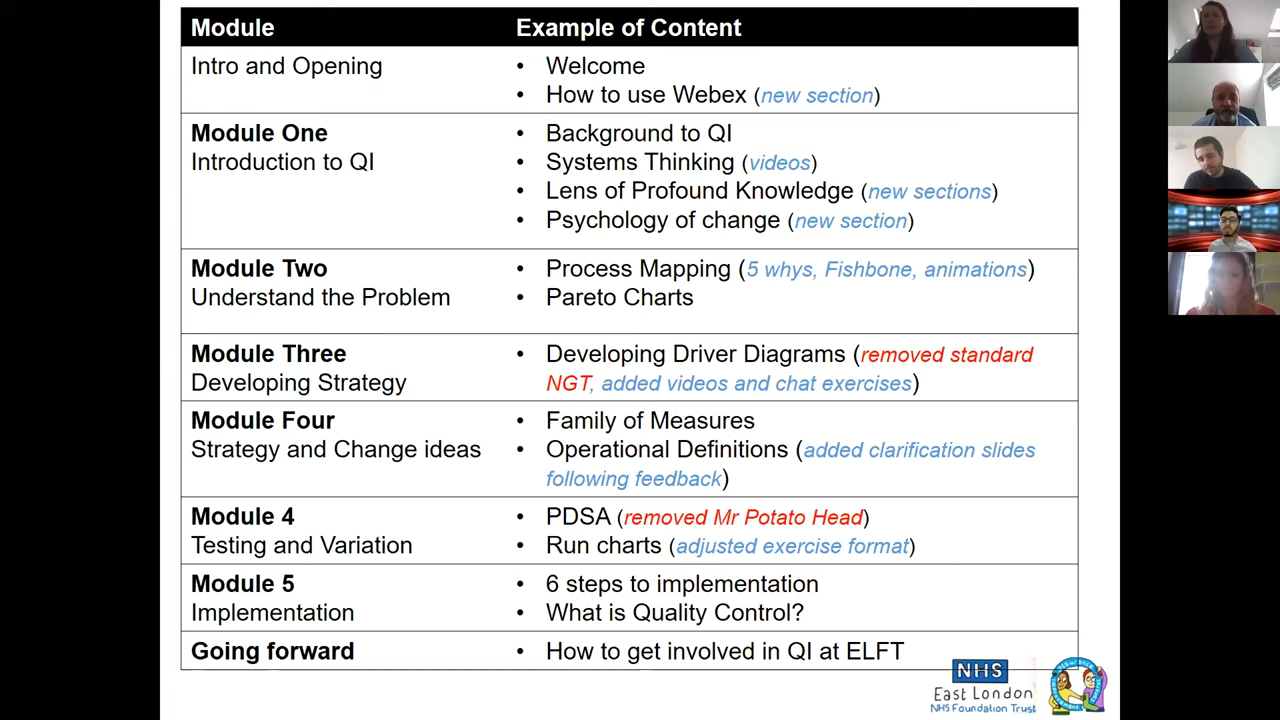 Module Example of Content
Intro and Opening
• Welcome
• How to use Webex (new section)
Module One
Introduction to QI
• Background to QI
• Systems Thinking (videos)
• Lens of Profound Knowledge (new sections)
• Psychology of change (new section)
Module Two
Understand the Problem
• Process Mapping (5 whys, Fishbone, animations)
• Pareto Charts
Module Three
Developing Strategy
• Developing Driver Diagrams (removed standard
NGT, added videos and chat exercises)
Module Four
Strategy and Change ideas
• Family of Measures
• Operational Definitions (added clarification slides
following feedback)
Module 4
Testing and Variation
• PDSA (removed Mr Potato Head)
• Run charts (adjusted exercise format)
Module 5
Implementation
• 6 steps to implementation
• What is Quality Control?
Going forward
• How to get involved in QI at ELFT
NHS
East London
NHS Foundation Trust